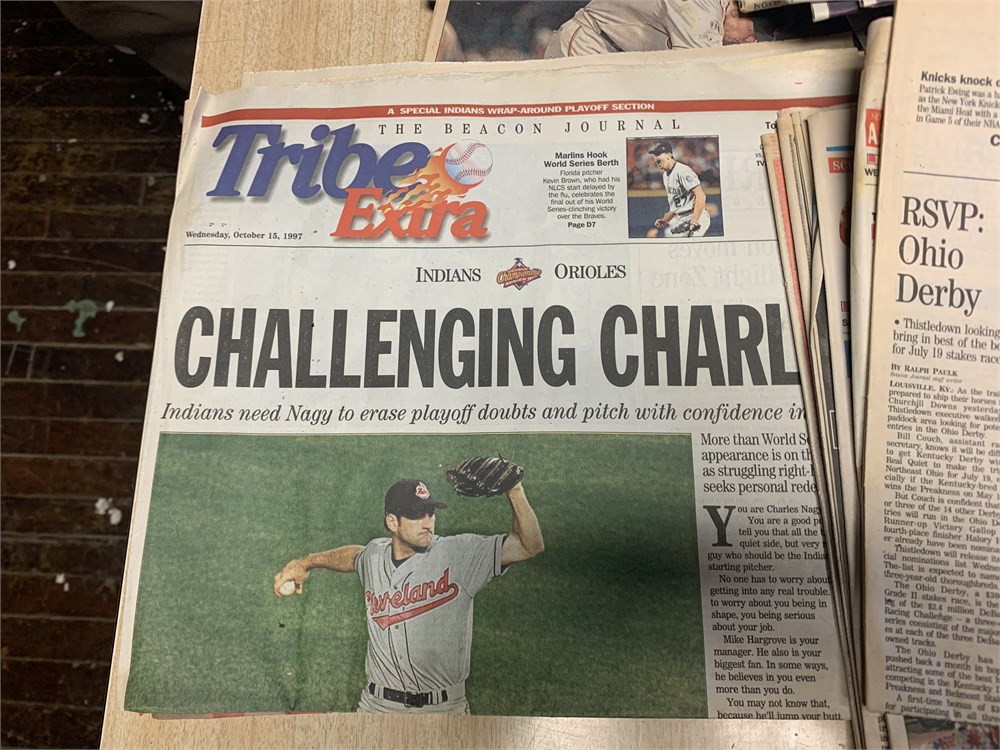 A SPECIAL INDIANS WRAP-AROUND PLAYOFF SECTION
THE BEACON JOURNAL
Tribe
Extra
Wednesday, October 15, 1997
Marlins Hook
World Series Berth
Florida pitcher
Kevin Brown, who had his
NLCS start delayed by
the flu, celebrates the
final out of his World
Series-clinching victory
over the Braves.
Page D7
To
TV
INDIANS
Championship
ORIOLES
CHALLENGING CHARL
Indians need Nagy to erase playoff doubts and pitch with confidence in
More than World S
appearance is on th
as struggling right-h
seeks personal rede
You are Charles Nag
You are a good p
tell you that all the t
quiet side, but very
guy who should be the India
starting pitcher.
No one has to worry about
getting into any real trouble.
to worry about you being in
shape, you being serious
about your job.
Mike Hargrove is your
manager. He also is your
biggest fan. In some ways,
he believes in you even
more than you do.
You may not know that,
because he'll jump your butt
Cleveland
Knicks knock o
Patrick Ewing was a ha
as the New York Knick
the Miami Heat with a
in Game 5 of their NBA
C
RSVP:
Ohio
Derby
• Thistledown looking
bring in best of the be
for July 19 stakes race
BY RALPH PAULK
Beacon Journal staff writer
LOUISVILLE, KY.: As the tra
prepared to ship their horses
Churchill Downs yesterda
Thistledown executive walked
paddock area looking for pote
entries in the Ohio Derby.
Bill Couch, assistant ra
secretary, knows it will be diff
to get Kentucky Derby wi
Real Quiet to make the tri
Northeast Ohio for July 19,
cially if the Kentucky-bred
wins the Preakness on May
But Couch is confident tha
or three of the 14 other Derb
tries will run in the Ohio D
Runner-up Victory Gallop
fourth-place finisher Halory H
er already have been nomina
Thistledown will release in
cial nominations list Wednes
The list is expected to name
three-year-old thoroughbreds.
The Ohio Derby, a $30
Grade II stakes race, is the
of the $2.4 million DeBa
Racing Challenge – a three-
series consisting of the major
es at each of the three DeBa
owned tracks.
The Ohio Derby has
pushed back a month in ho
attracting some of the best
competing in the Kentucky
Preakness and Belmont Sta
A first-time bonus of $
for participating in all thre